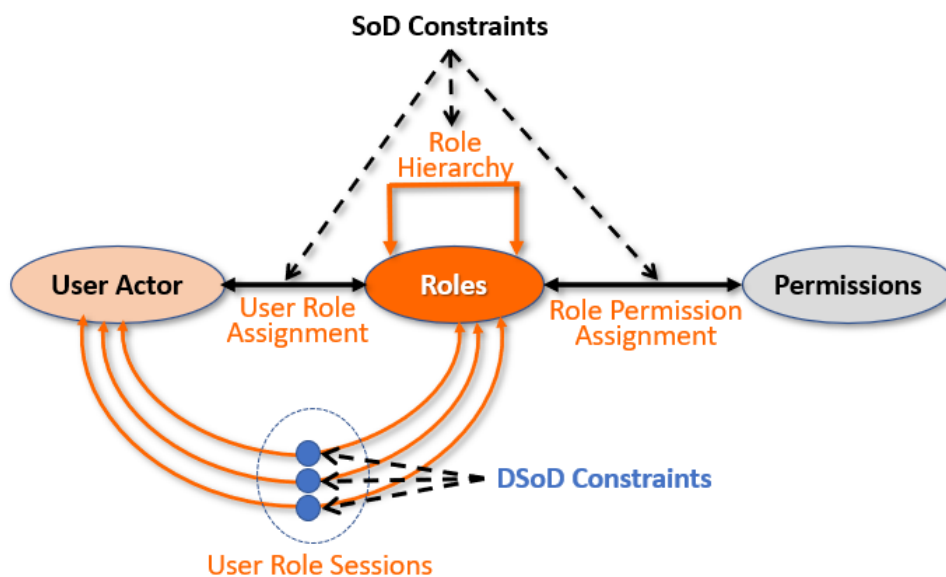 SoD Constraints
Role
Hierarchy
User Actor
Roles
Permissions
User Role
Assignment
Role Permission
Assignment
DSoD Constraints
User Role Sessions